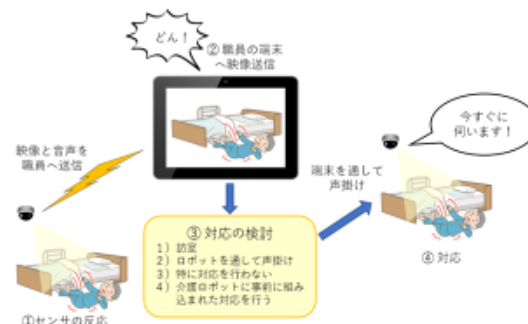 どん！
②職員の端末
へ映像送信
映像と音声を
職員へ送信
①センサの反応
③対応の検討
1）訪室
2）ロボットを通して声掛け
3）特に対応を行わない
4）介護ロボットに事前に組み
込まれた対応を行う
端末を通して
声掛け
今すぐに
伺います！
④対応